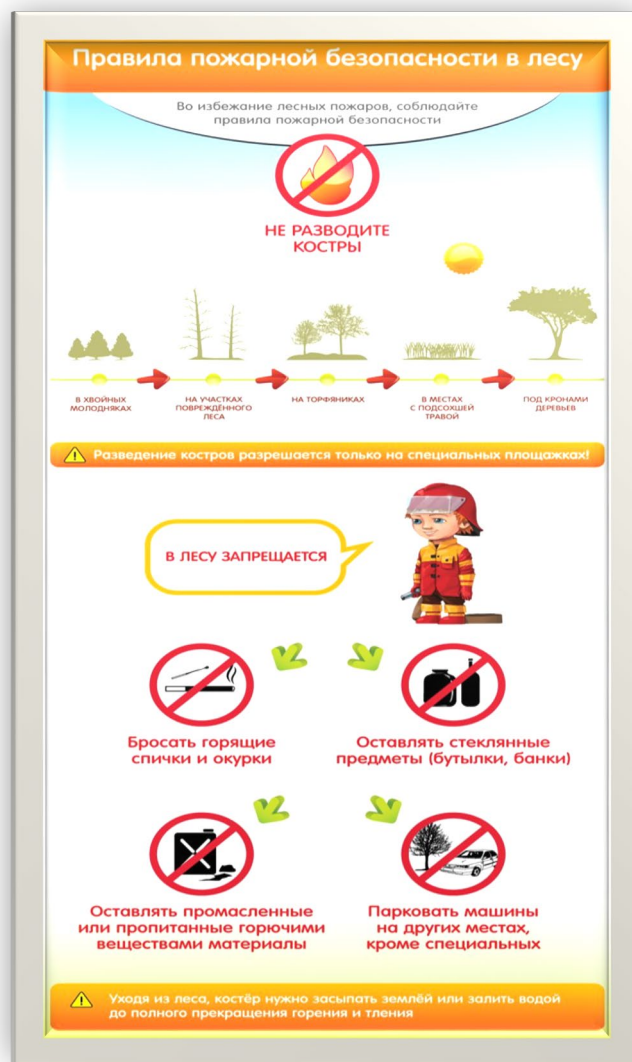 Правила пожарной безопасности в лесу
Во избежание лесных пожаров, соблюдайте
правила пожарной безопасности
НЕ РАЗВОДИТЕ
КОСТРЫ
В ХВОЙНЫХ
МОЛОДНЯКАХ
НА УЧАСТКАХ
ПОВРЕЖДЁННОГО
ЛЕСА
НА ТОРФЯНИКАХ
В МЕСТАХ
С ПОДСОХШЕЙ
ТРАВОЙ
ПОД КРОНАМИ
ДЕРЕВЬЕВ
Разведение костров разрешается только на специальных площажках!
В ЛЕСУ ЗАПРЕЩАЕТСЯ
Бросать горящие
спички и окурки
Оставлять стеклянные
предметы (бутылки, банки)
Оставлять промасленные
или пропитанные горючими
веществами материалы
Парковать машины
на других местах,
кроме специальных
Уходя из леса, костёр нужно засыпать землёй или залить водой
до полного прекращения горения и тления